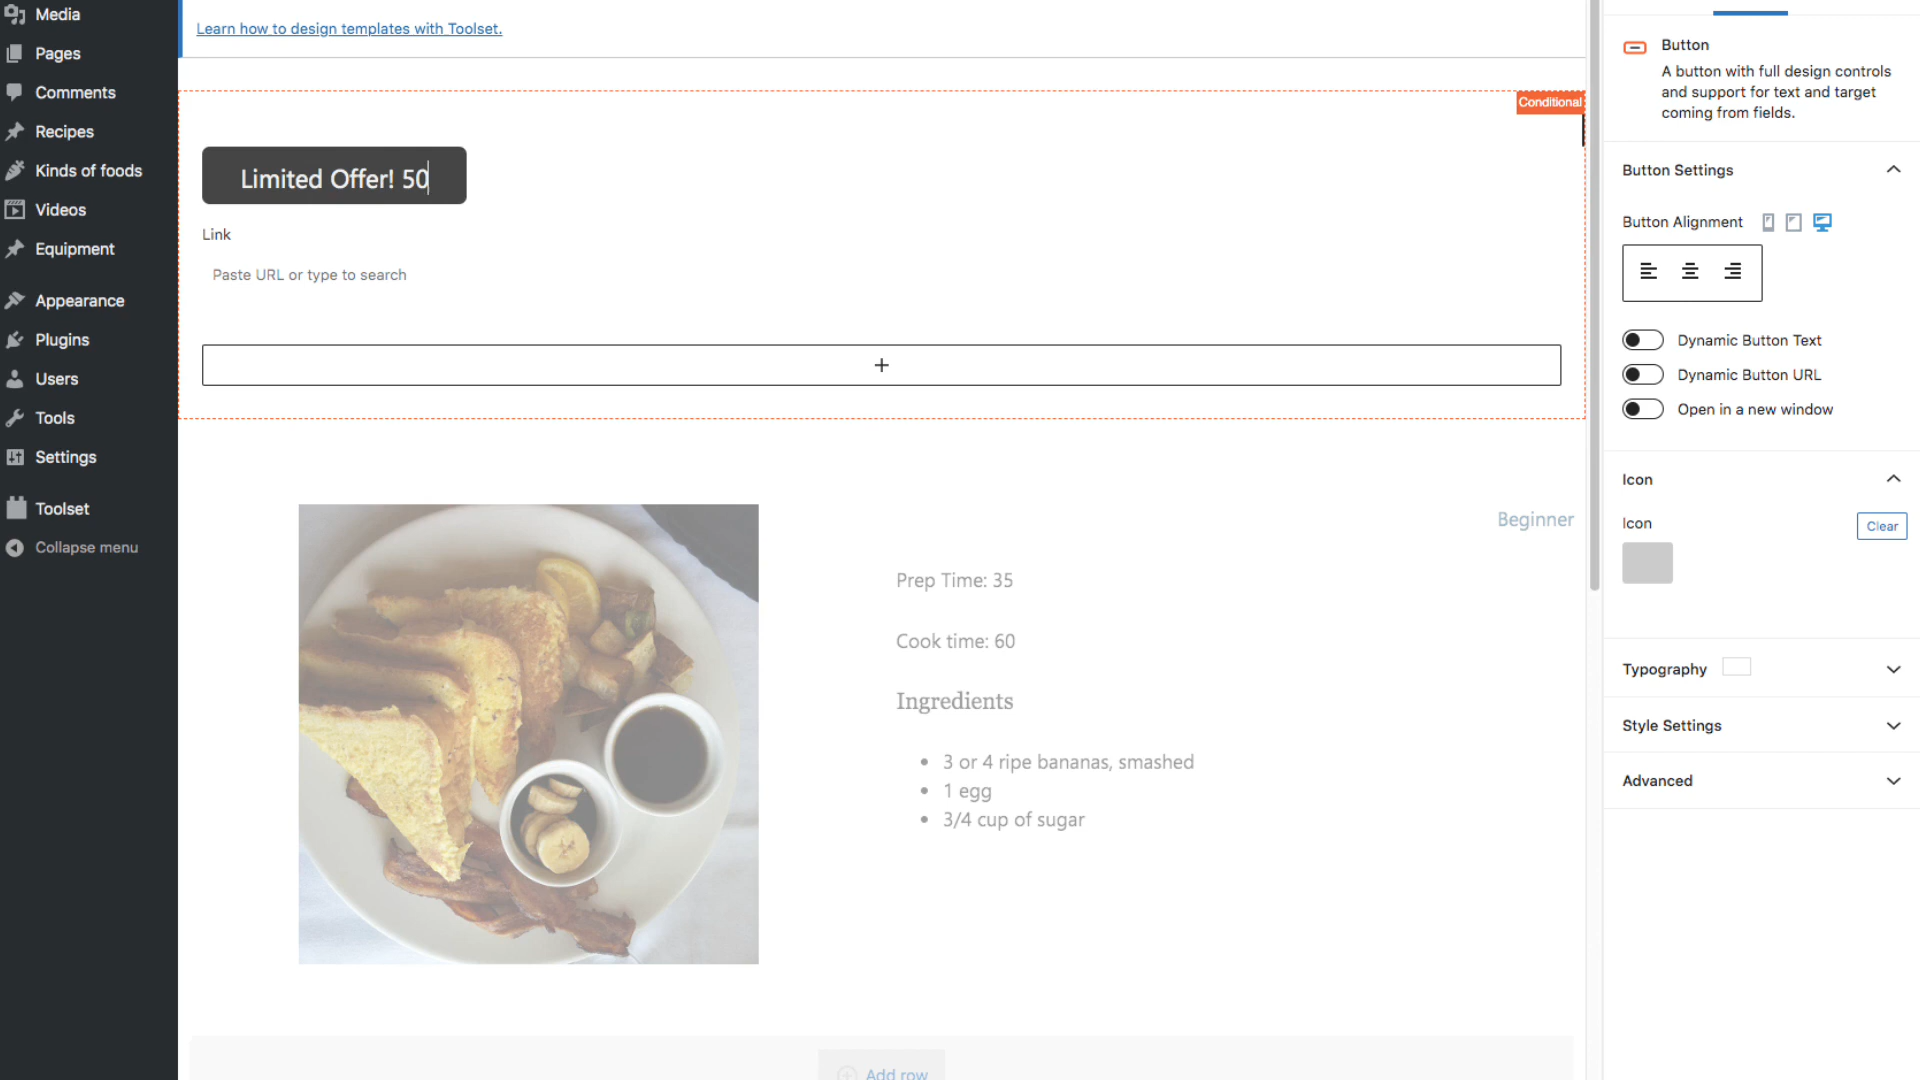 Media
Pages
Comments
Recipes
Kinds of foods
Videos
Equipment
Appearance
Plugins
Users
Tools
Settings
Toolset
Collapse menu
Learn how to design templates with Toolset.
Conditional
Limited Offer! 50
Link
Paste URL or type to search
Beginner
Prep Time: 35
Cook time: 60
Ingredients
3 or 4 ripe bananas, smashed
1 egg
3/4 cup of sugar
Add row
Button
A button with full design controls
and support for text and target
coming from fields.
Button Settings
Button Alignment
Dynamic Button Text
Dynamic Button URL
Open in a new window
Icon
Icon
Clear
Typography
Style Settings
Advanced